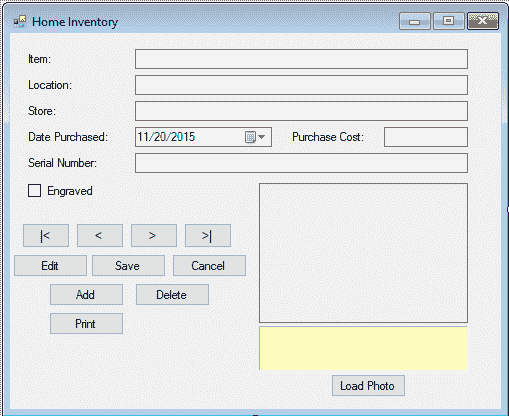 Home Inventory
Item:
Location:
Store:
Date Purchased: 11/20/2015 Purchase Cost:
Serial Number:
Engraved
|< < > >|
Edit Save Cancel
Add Delete
Print
Load Photo